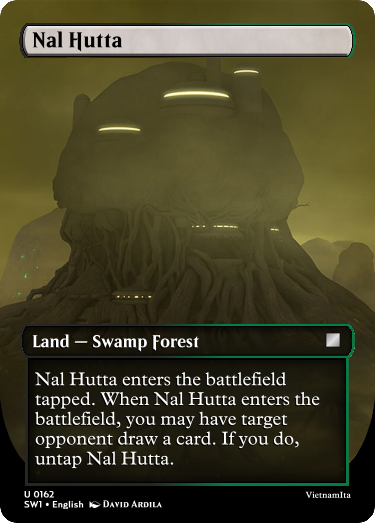 Nal Hutta
Land — Swamp Forest
Nal Hutta enters the battlefield
tapped. When Nal Hutta enters the
battlefield, you may have target
opponent draw a card. If you do,
untap Nal Hutta.
U 0162
VietnamIta
SW1 • English DAVID ARDILA